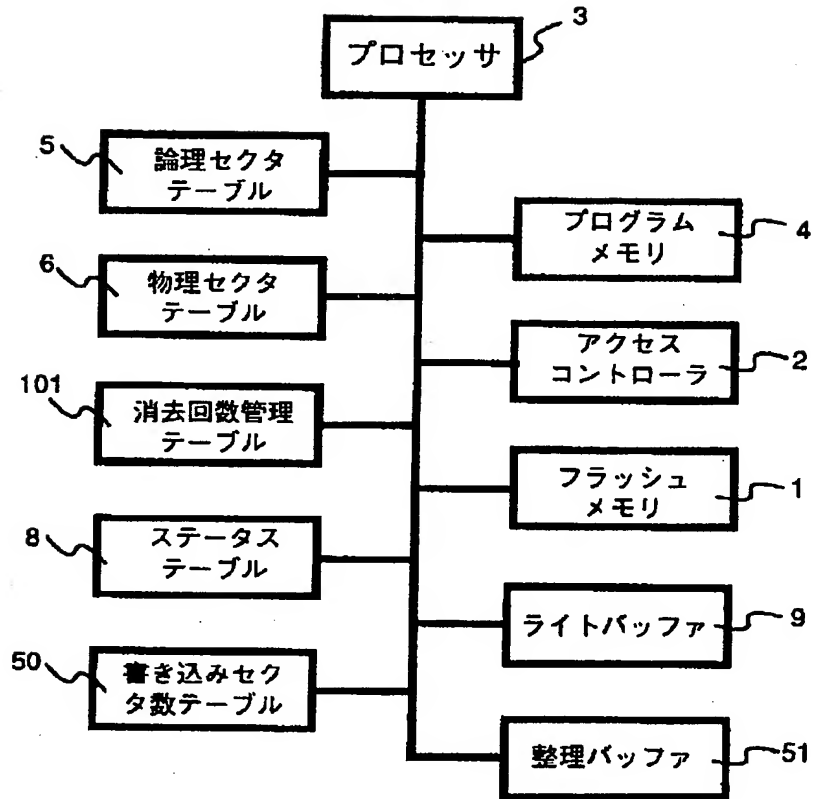 プロセッサ
3
5
論理セクタ
テーブル
プログラム
メモリ
4
6
物理セクタ
テーブル
アクセス
コントローラ
2
101
消去回数管理
テーブル
フラッシュ
メモリ
1
8
ステータス
テーブル
ライトバッファ
9
50
書き込みセク
タ数テーブル
整理バッファ
51